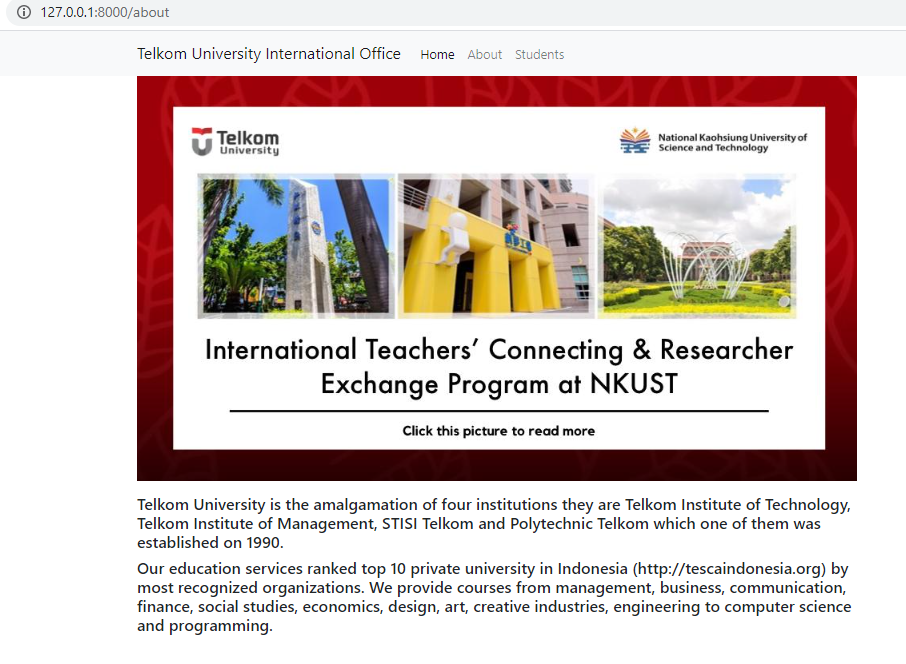 127.0.0.1:8000/about
Telkom University International Office Home About Students
Telkom
University
National Kaohsiung University of
Science and Technology
International Teachers' Connecting & Researcher
Exchange Program at NKUST
Click this picture to read more
Telkom University is the amalgamation of four institutions they are Telkom Institute of Technology,
Telkom Institute of Management, STISI Telkom and Polytechnic Telkom which one of them was
established on 1990.
Our education services ranked top 10 private university in Indonesia (http://tescaindonesia.org) by
most recognized organizations. We provide courses from management, business, communication,
finance, social studies, economics, design, art, creative industries, engineering to computer science
and programming.